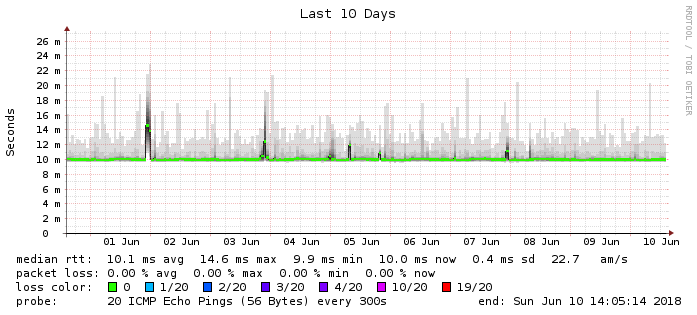 Last 10 Days
RRDTOOL / TOBI OETIKER
Seconds
26 m
24 m
22 m
20 m
18 m
16 m
14 m
12 m
10 m
8 m
6 m
4 m
2 m
0
01 Jun 02 Jun 03 Jun 04 Jun 05 Jun 06 Jun 07 Jun 08 Jun 09 Jun 10 Jun
median rtt: 10.1 ms avg 14.6 ms max 9.9 ms min 10.0 ms now 0.4 ms sd 22.7 am/s
packet loss: 0.00 % avg 0.00 % max 0.00 % min 0.00 % now
loss color: 0 1/20 2/20 3/20 4/20 10/20 19/20
probe: 20 ICMP Echo Pings (56 Bytes) every 300s end: Sun Jun 10 14:05:14 2018